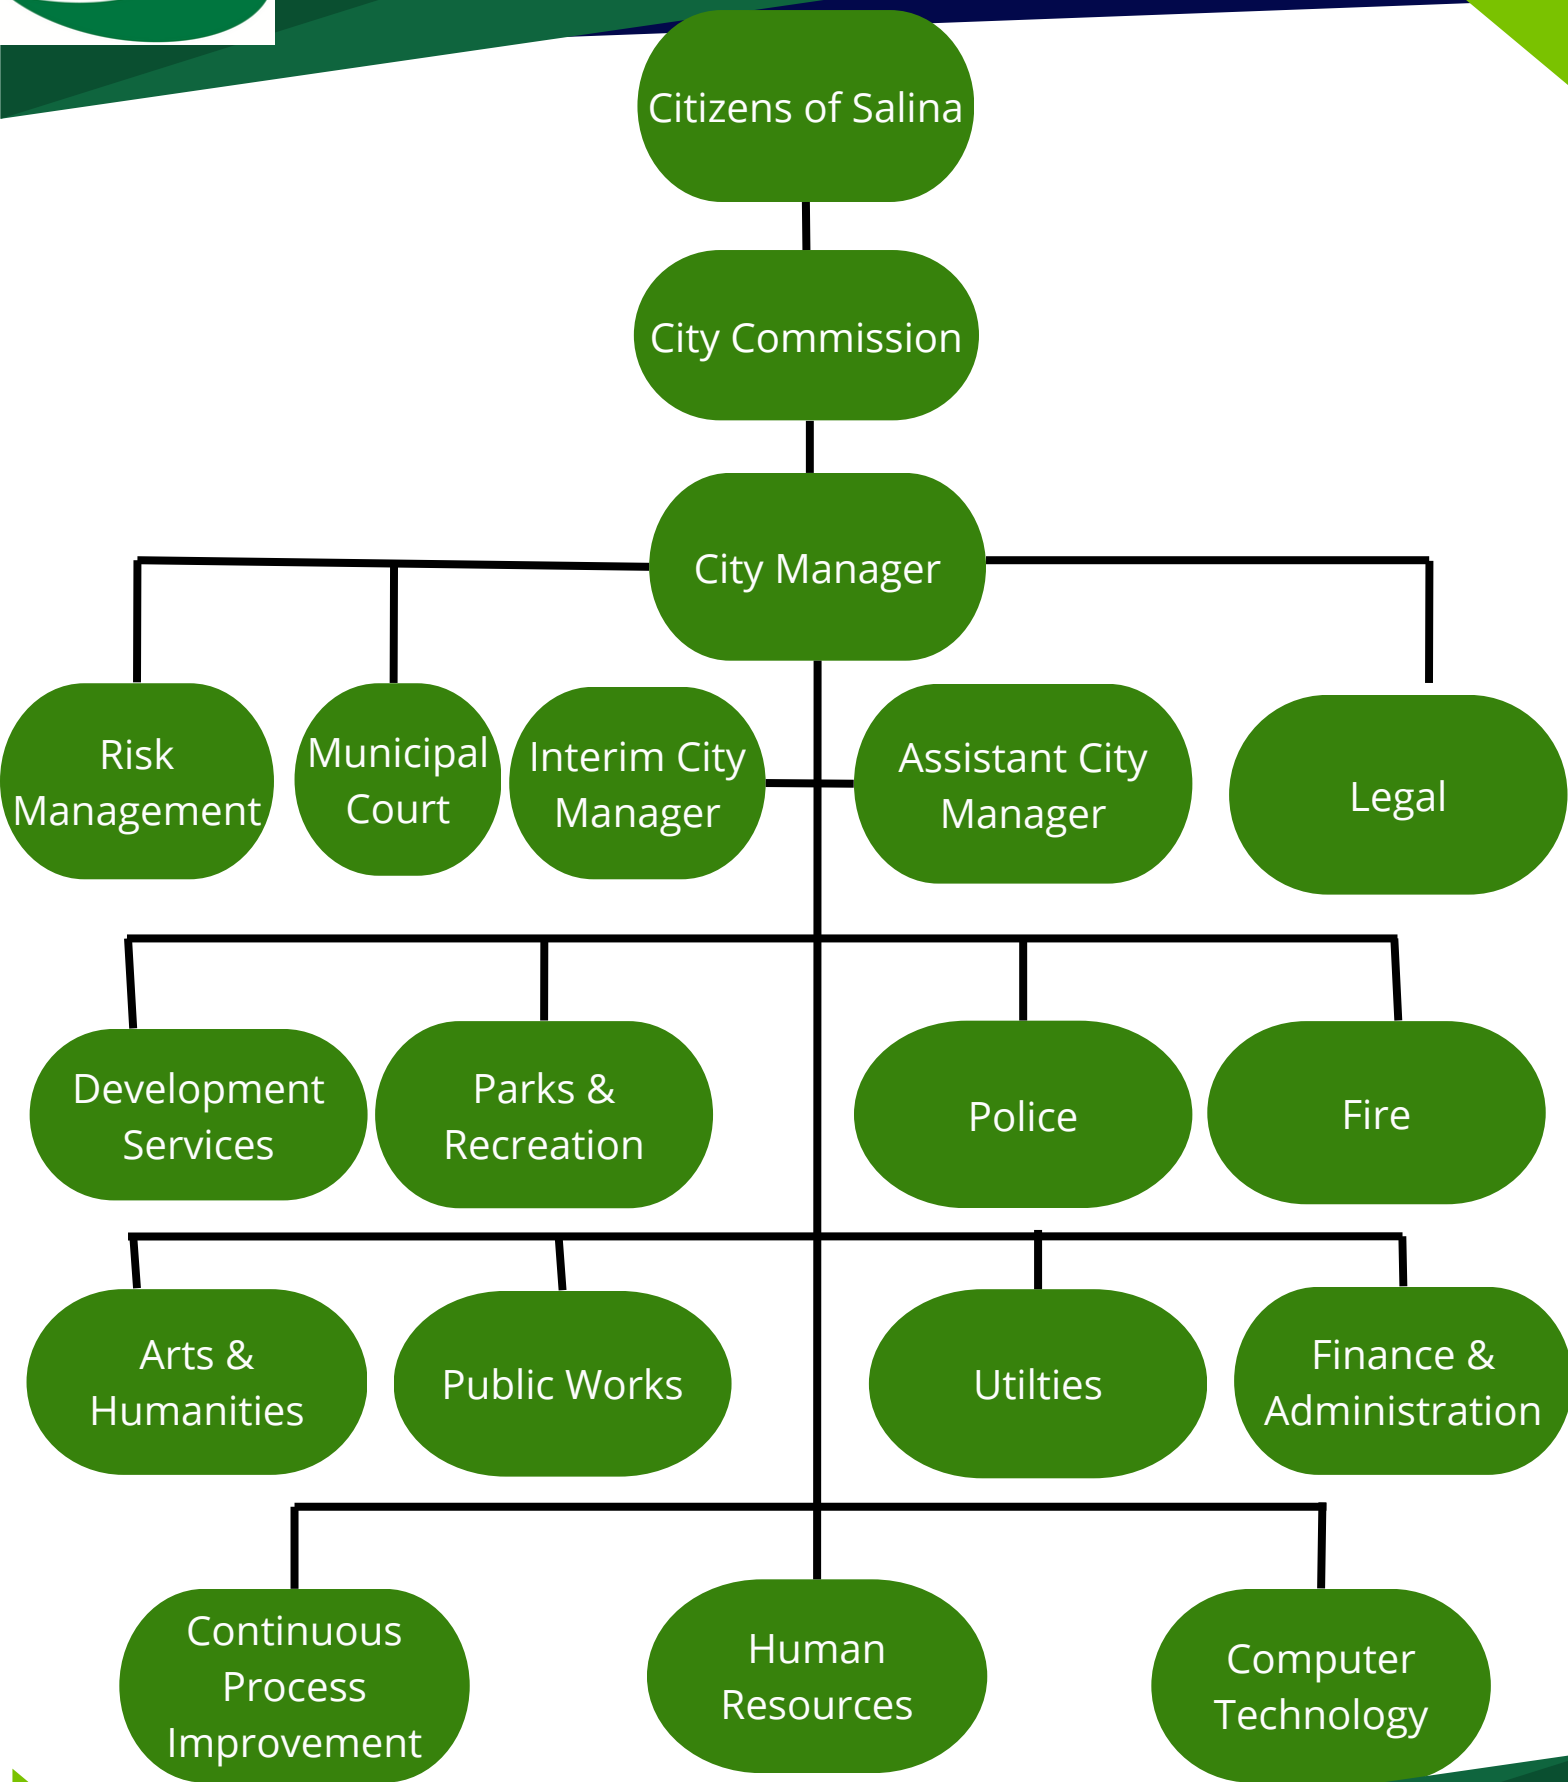 Citizens of Salina
City Commission
City Manager
Risk
Management
Municipal
Court
Interim City
Manager
Assistant City
Manager
Legal
Development
Services
Parks &
Recreation
Police
Fire
Arts &
Humanities
Public Works
Utilties
Finance &
Administration
Continuous
Process
Improvement
Human
Resources
Computer
Technology